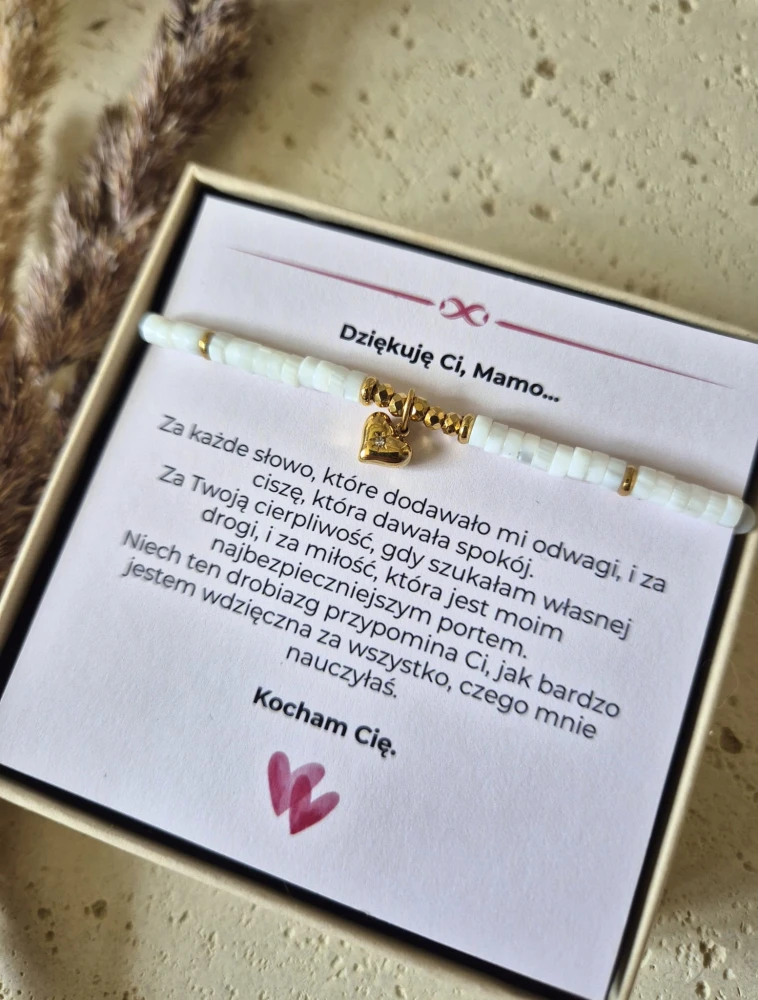 Dziękuję Ci, Mamo...
Za każde słowo, które dodawało mi odwagi, i za
ciszę, która dawała spokój.
Za Twoją cierpliwość, gdy szukałam własnej
drogi, i za miłość, która jest moim
najbezpieczniejszym portem.
Niech ten drobiazg przypomina Ci, jak bardzo
jestem wdzięczna za wszystko, czego mnie
nauczyłaś.
Kocham Cię.